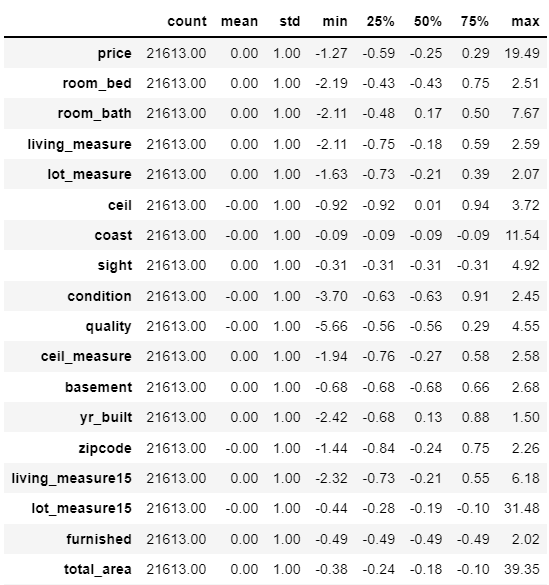 count mean std min 25% 50% 75% max
price 21613.00 0.00 1.00 -1.27 -0.59 -0.25 0.29 19.49
room_bed 21613.00 0.00 1.00 -2.19 -0.43 -0.43 0.75 2.51
room_bath 21613.00 0.00 1.00 -2.11 -0.48 0.17 0.50 7.67
living_measure 21613.00 0.00 1.00 -2.11 -0.75 -0.18 0.59 2.59
lot_measure 21613.00 0.00 1.00 -1.63 -0.73 -0.21 0.39 2.07
ceil 21613.00 -0.00 1.00 -0.92 -0.92 0.01 0.94 3.72
coast 21613.00 -0.00 1.00 -0.09 -0.09 -0.09 -0.09 11.54
sight 21613.00 0.00 1.00 -0.31 -0.31 -0.31 -0.31 4.92
condition 21613.00 -0.00 1.00 -3.70 -0.63 -0.63 0.91 2.45
quality 21613.00 -0.00 1.00 -5.66 -0.56 -0.56 0.29 4.55
ceil_measure 21613.00 0.00 1.00 -1.94 -0.76 -0.27 0.58 2.58
basement 21613.00 0.00 1.00 -0.68 -0.68 -0.68 0.66 2.68
yr_built 21613.00 0.00 1.00 -2.42 -0.68 0.13 0.88 1.50
zipcode 21613.00 -0.00 1.00 -1.44 -0.84 -0.24 0.75 2.26
living_measure15 21613.00 0.00 1.00 -2.32 -0.73 -0.21 0.55 6.18
lot_measure15 21613.00 -0.00 1.00 -0.44 -0.28 -0.19 -0.10 31.48
furnished 21613.00 0.00 1.00 -0.49 -0.49 -0.49 -0.49 2.02
total_area 21613.00 0.00 1.00 -0.38 -0.24 -0.18 -0.10 39.35